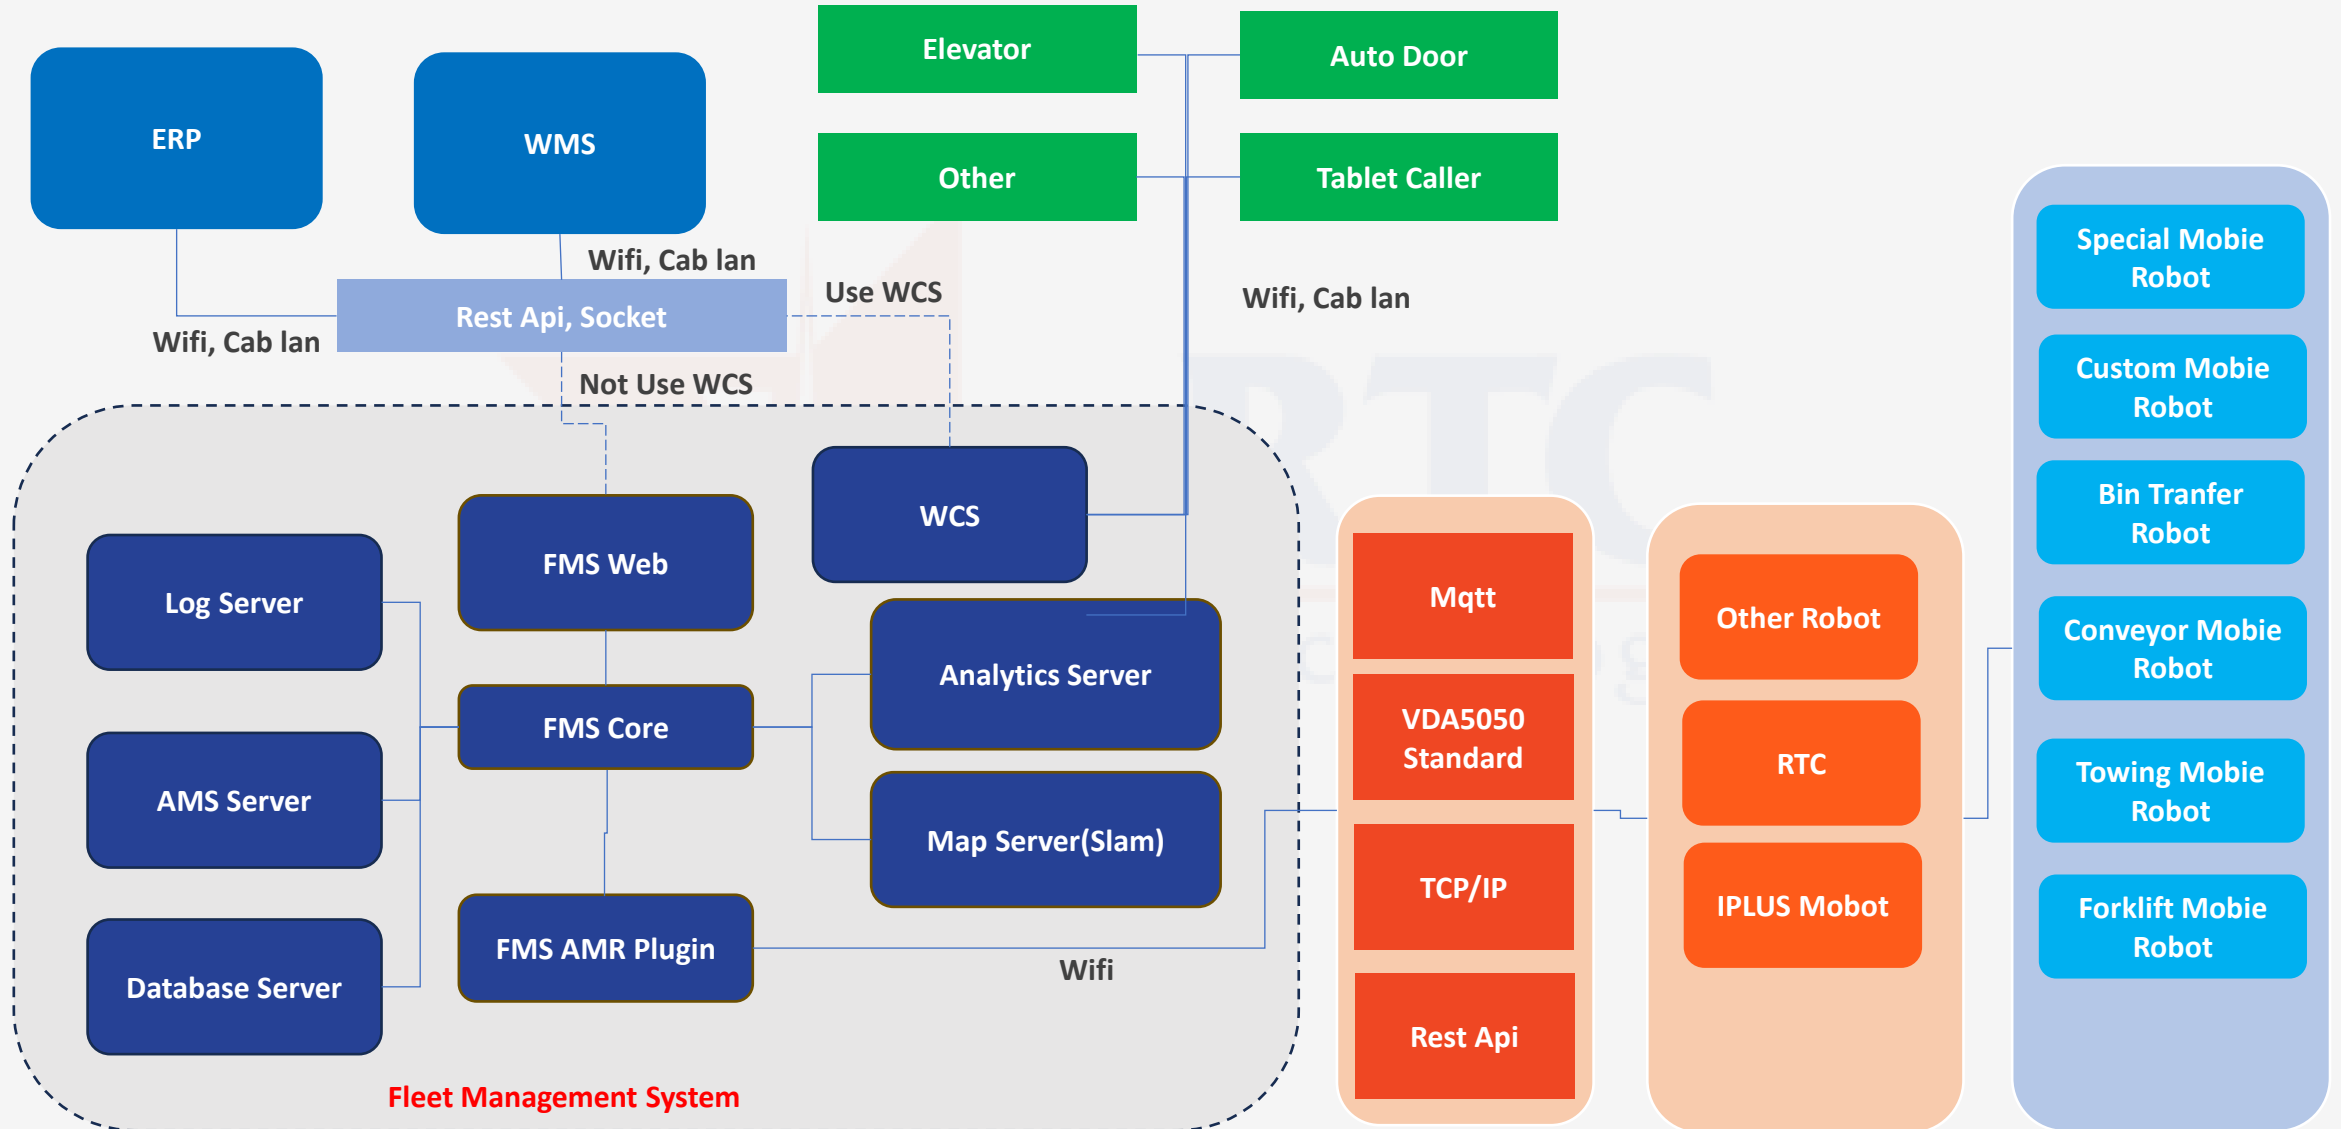 Elevator
Auto Door
ERP
WMS
Other
Tablet Caller
Wifi, Cab lan
Use WCS
Wifi, Cab lan
Rest Api, Socket
Wifi, Cab lan
Not Use WCS
WCS
FMS Web
Log Server
Analytics Server
FMS Core
AMS Server
Map Server(Slam)
FMS AMR Plugin
Database Server
Wifi
Fleet Management System
Mqtt
VDA5050
Standard
TCP/IP
Rest Api
Other Robot
RTC
IPLUS Mobot
Special Mobie
Robot
Custom Mobie
Robot
Bin Tranfer
Robot
Conveyor Mobie
Robot
Towing Mobie
Robot
Forklift Mobie
Robot
RTC